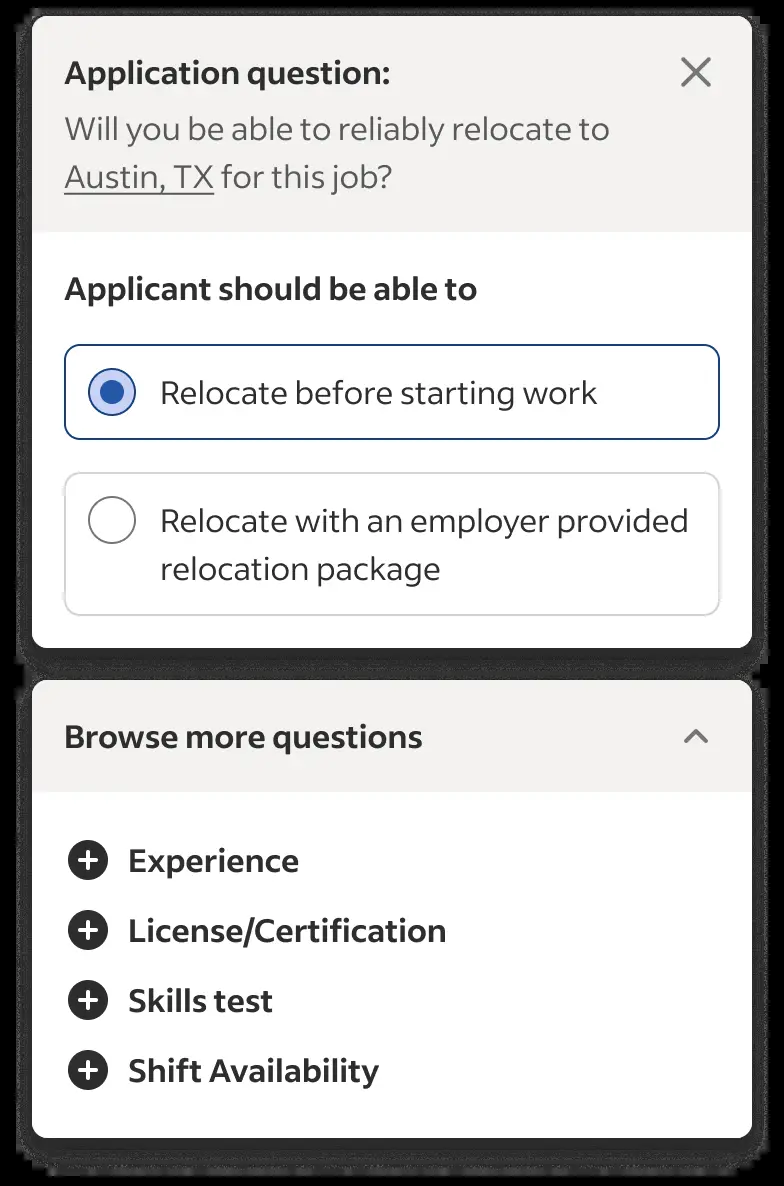 Application question:
Will you be able to reliably relocate to
Austin, TX for this job?
Applicant should be able to
Relocate before starting work
Relocate with an employer provided
relocation package
Browse more questions
Experience
License/Certification
Skills test
Shift Availability